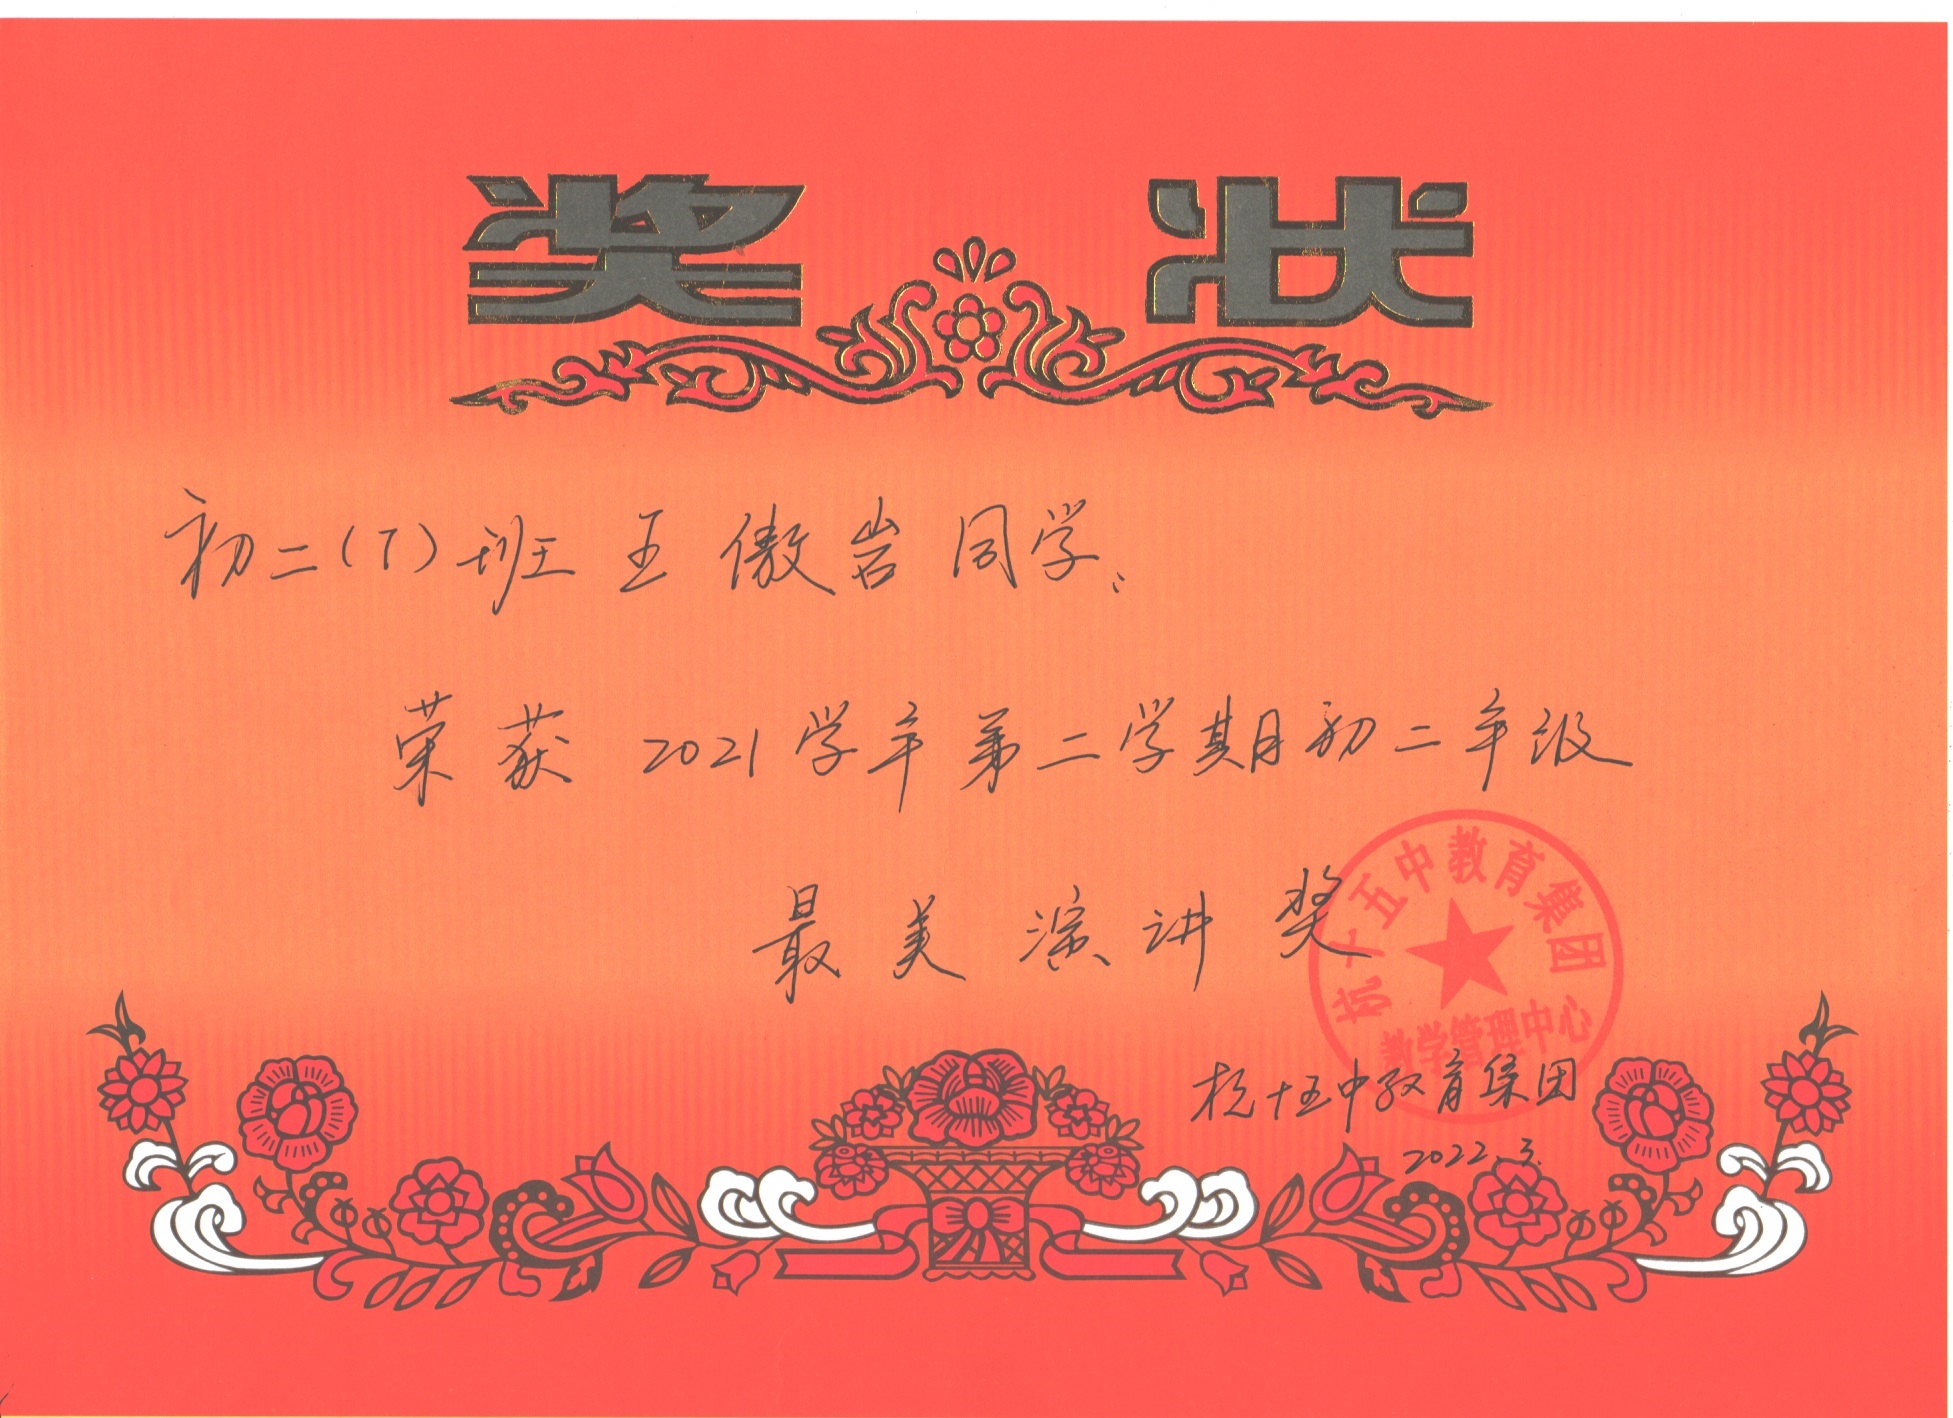 奖状
初二(7)班 王傲岩同学:
荣获 2021学年第二学期初二年级
最美演讲奖
杭十五中教育集团
教学管理中心
杭十五中教育集团
2022.3.